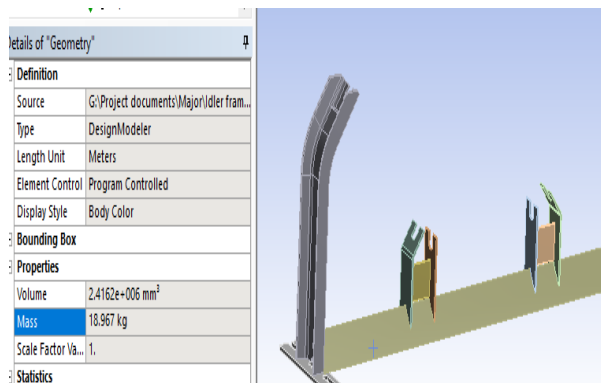 Details of "Geometry"
Definition
Source G:\Project documents\Major\Idler fram...
Type DesignModeler
Length Unit Meters
Element Control Program Controlled
Display Style Body Color
Bounding Box
Properties
Volume 2.4162e+006 mm³
Mass 18.967 kg
Scale Factor Va... 1.
Statistics